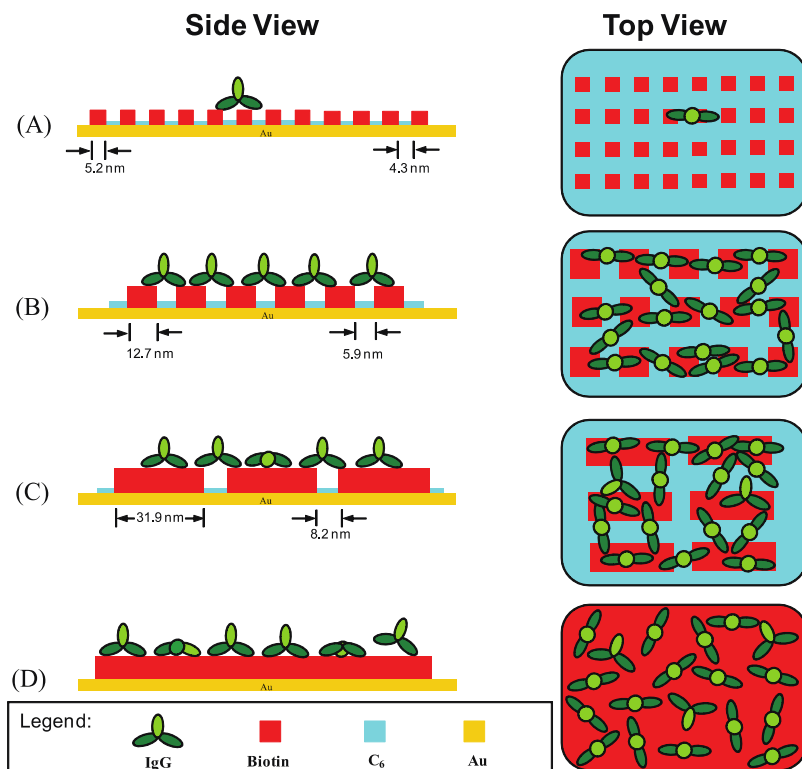 Side View
Top View
(A)
Au
5.2 nm
4.3 nm
(B)
Au
12.7 nm
5.9 nm
(C)
Au
31.9 nm
8.2 nm
(D)
Au
Legend:
IgG
Biotin
C₆
Au